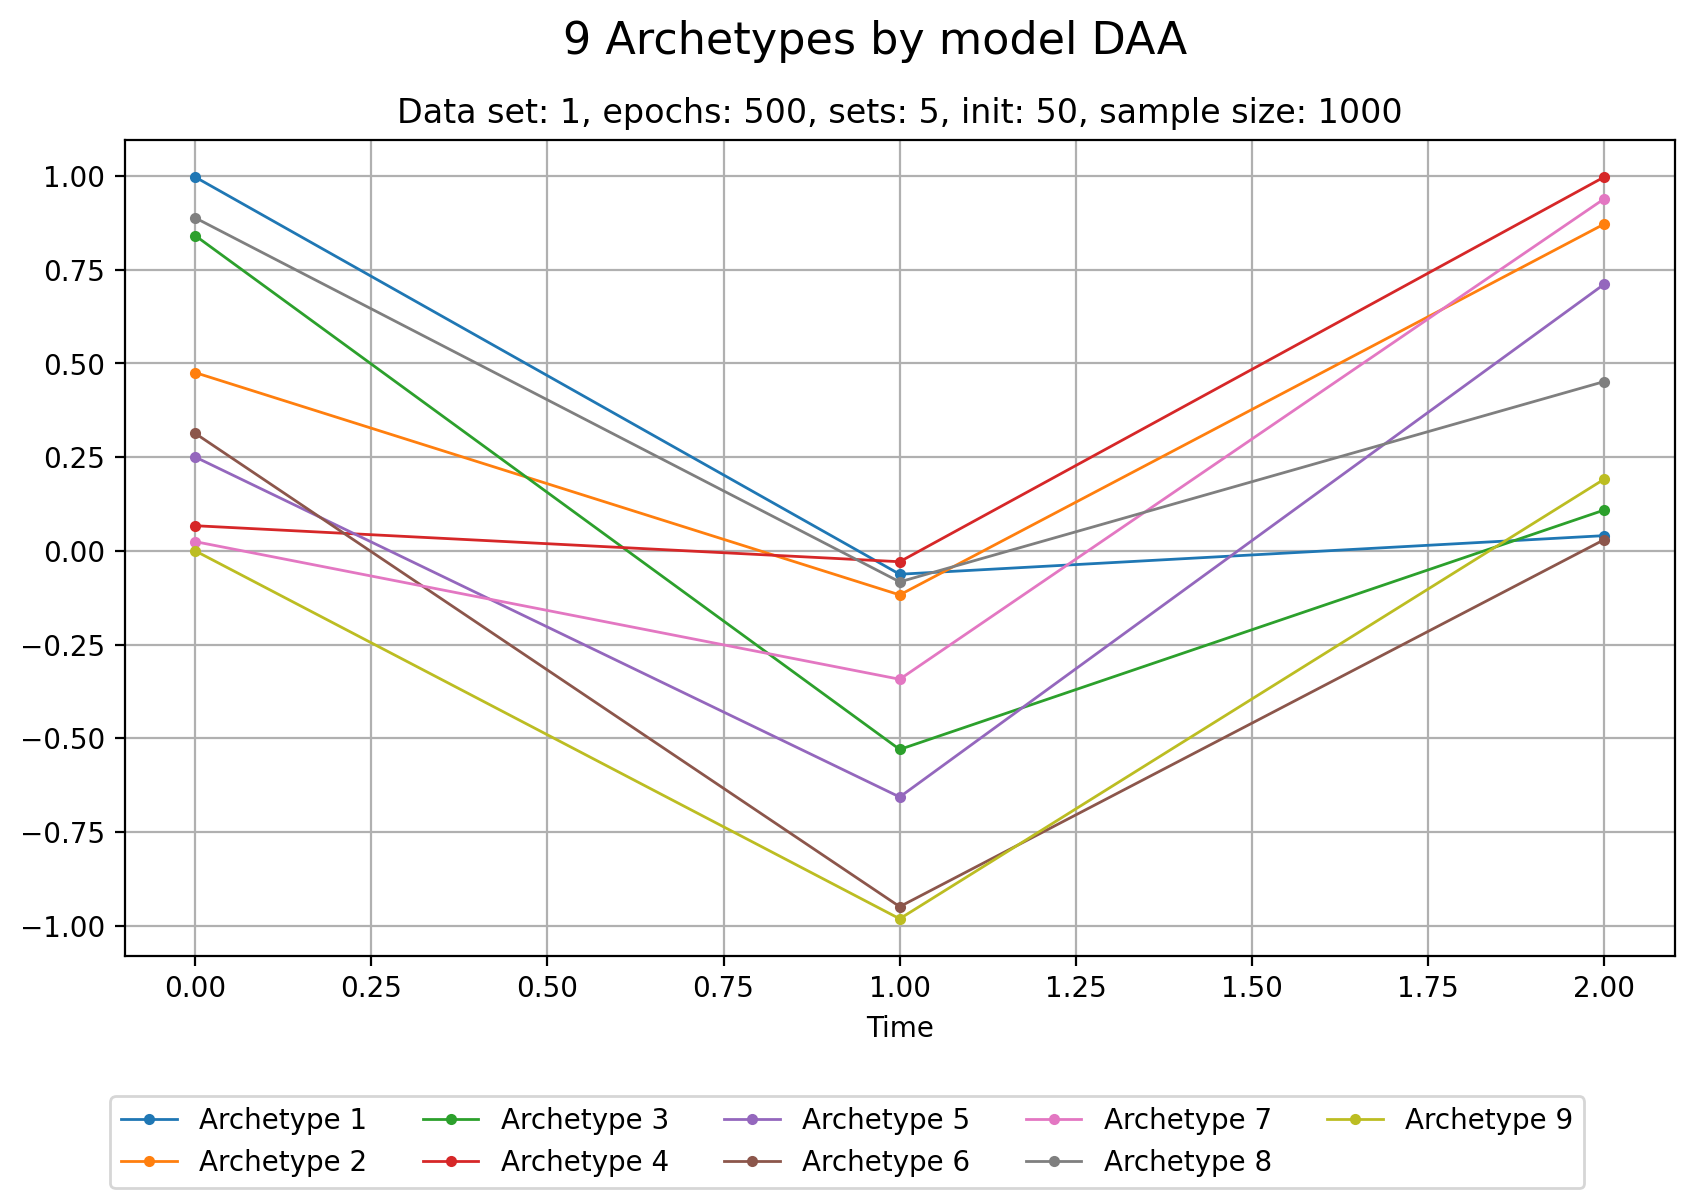 9 Archetypes by model DAA
Data set: 1, epochs: 500, sets: 5, init: 50, sample size: 1000
1.00
0.75
0.50
0.25
0.00
−0.25
−0.50
−0.75
−1.00
0.00 0.25 0.50 0.75 1.00 1.25 1.50 1.75 2.00
Time
Archetype 1 Archetype 3 Archetype 5 Archetype 7 Archetype 9
Archetype 2 Archetype 4 Archetype 6 Archetype 8